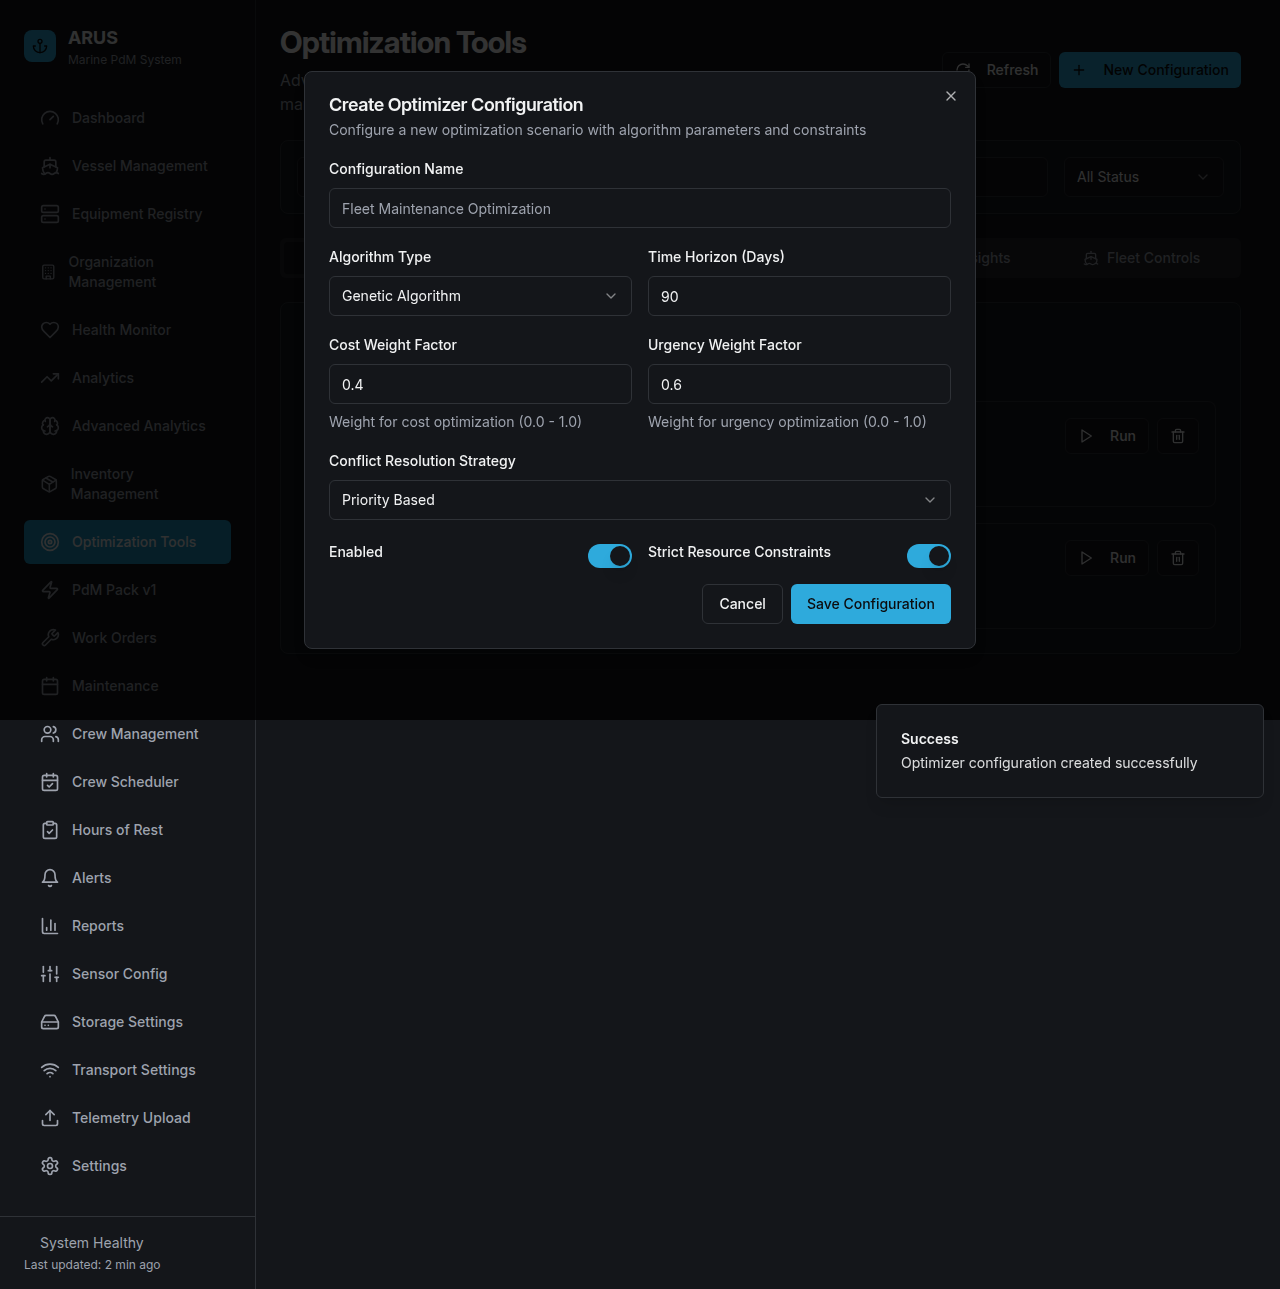 ARUS
Marine PdM System
Dashboard
Vessel Management
Equipment Registry
Organization
Management
Health Monitor
Analytics
Advanced Analytics
Inventory
Management
Optimization Tools
PdM Pack v1
Work Orders
Maintenance
Crew Management
Crew Scheduler
Hours of Rest
Alerts
Reports
Sensor Config
Storage Settings
Transport Settings
Telemetry Upload
Settings
System Healthy
Last updated: 2 min ago
Optimization Tools
Refresh
New Configuration
All Status
Fleet Controls
Run
Run
Create Optimizer Configuration
Configure a new optimization scenario with algorithm parameters and constraints
Configuration Name
Fleet Maintenance Optimization
Algorithm Type
Time Horizon (Days)
Genetic Algorithm
90
Cost Weight Factor
Urgency Weight Factor
0.4
0.6
Weight for cost optimization (0.0 - 1.0)
Weight for urgency optimization (0.0 - 1.0)
Conflict Resolution Strategy
Priority Based
Enabled
Strict Resource Constraints
Cancel
Save Configuration
Success
Optimizer configuration created successfully